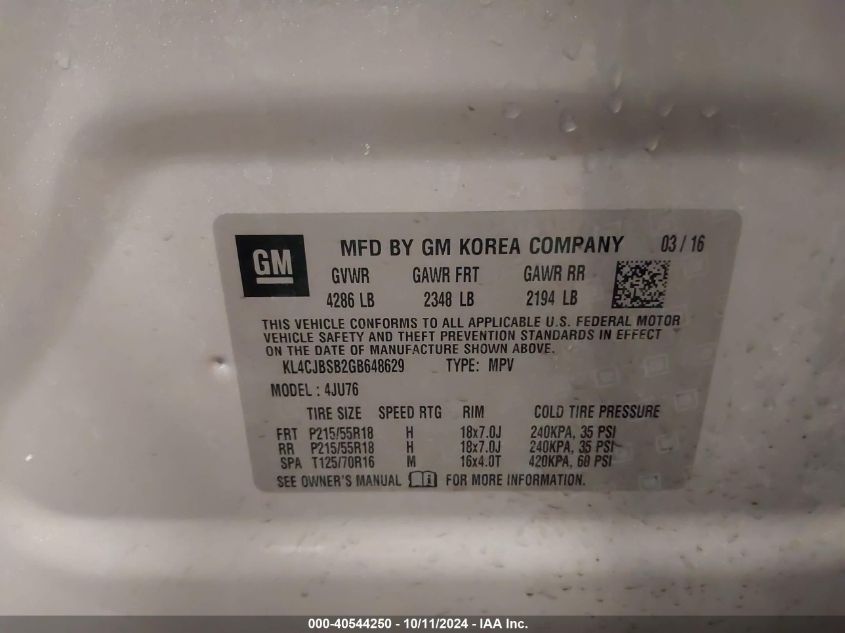 GM MFD BY GM KOREA COMPANY 03 / 16
GVWR GAWR FRT GAWR RR
4286 LB 2348 LB 2194 LB
THIS VEHICLE CONFORMS TO ALL APPLICABLE U.S. FEDERAL MOTOR
VEHICLE SAFETY AND THEFT PREVENTION STANDARDS IN EFFECT
ON THE DATE OF MANUFACTURE SHOWN ABOVE.
KL4CJBSB2GB648629 TYPE: MPV
MODEL : 4JU76
TIRE SIZE SPEED RTG RIM COLD TIRE PRESSURE
FRT P215/55R18 H 18x7.0J 240KPA, 35 PSI
RR P215/55R18 H 18x7.0J 240KPA, 35 PSI
SPA T125/70R16 M 16x4.0T 420KPA, 60 PSI
SEE OWNER'S MANUAL FOR MORE INFORMATION.
000-40544250 - 10/11/2024 - IAA Inc.